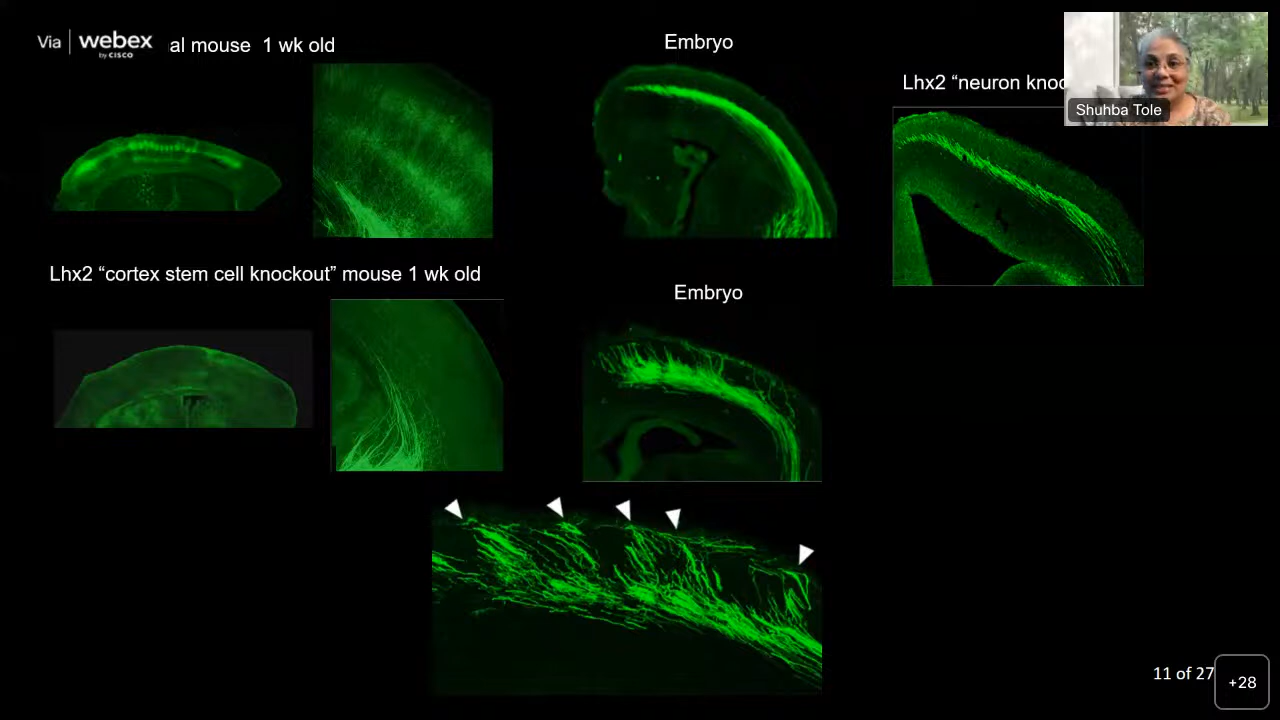 Via webex
by CISCO
al mouse 1 wk old
Embryo
Lhx2 “neuron knoc
Shuhba Tole
Lhx2 “cortex stem cell knockout” mouse 1 wk old
Embryo
11 of 27
+28